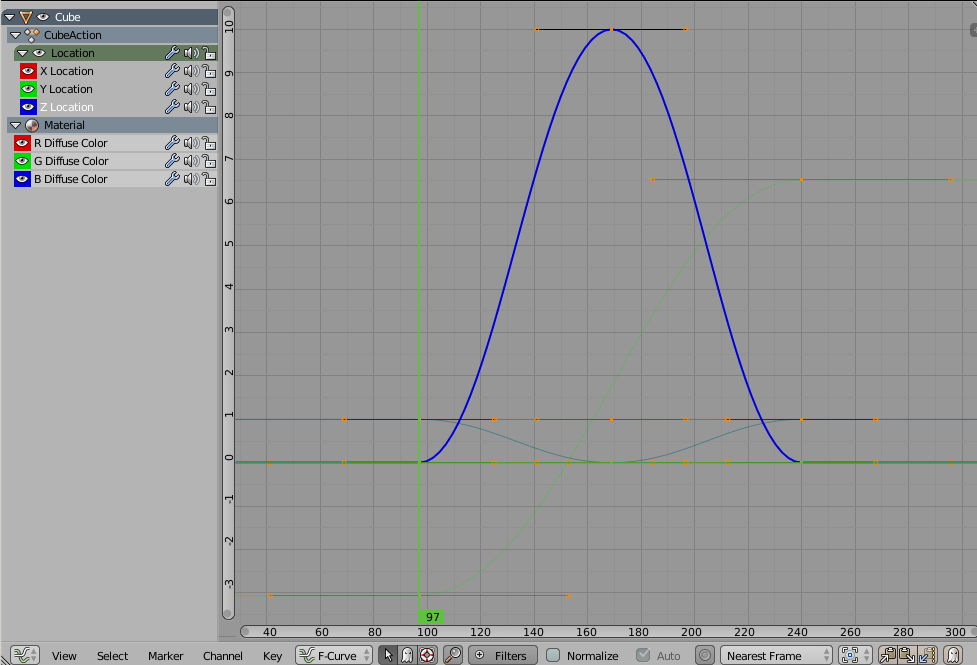 Cube
CubeAction
Location
X Location
Y Location
Z Location
Material
R Diffuse Color
G Diffuse Color
B Diffuse Color
10
9
8
7
6
5
4
3
2
1
0
-1
-2
-3
97
40 60 80 100 120 140 160 180 200 220 240 260 280 300
View Select Marker Channel Key F-Curve Filters Normalize Auto Nearest Frame